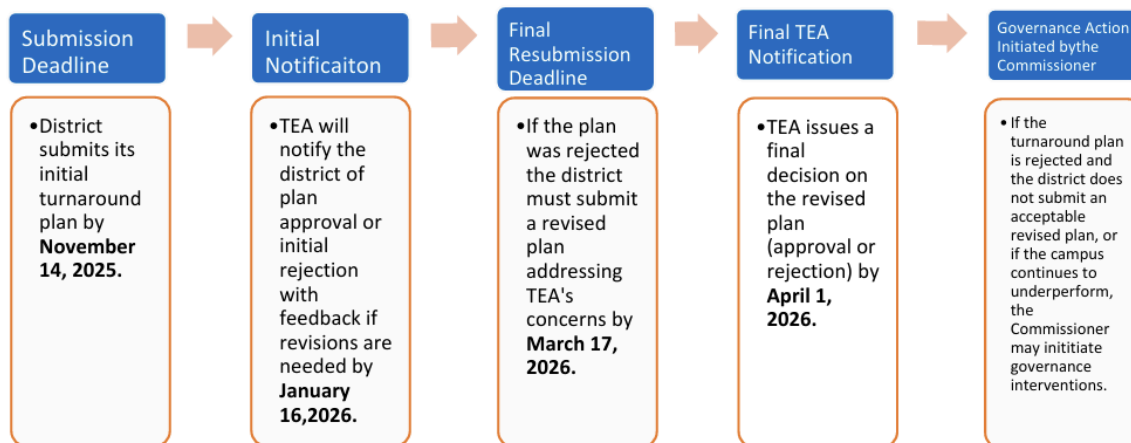 Submission
Deadline
•District
submits its
initial
turnaround
plan by
November
14, 2025.
Initial
Notificaiton
•TEA will
notify the
district of
plan
approval or
initial
rejection
with
feedback if
revisions are
needed by
January
16,2026.
Final
Resubmission
Deadline
•If the plan
was rejected
the district
must submit
a revised
plan
addressing
TEA's
concerns by
March 17,
2026.
Final TEA
Notification
•TEA issues a
final
decision on
the revised
plan
(approval or
rejection) by
April 1,
2026.
Governance Action
Initiated bythe
Commissioner
• If the
turnaround plan
is rejected and
the district does
not submit an
acceptable
revised plan, or
if the campus
continues to
underperform,
the
Commissioner
may inititiate
governance
interventions.